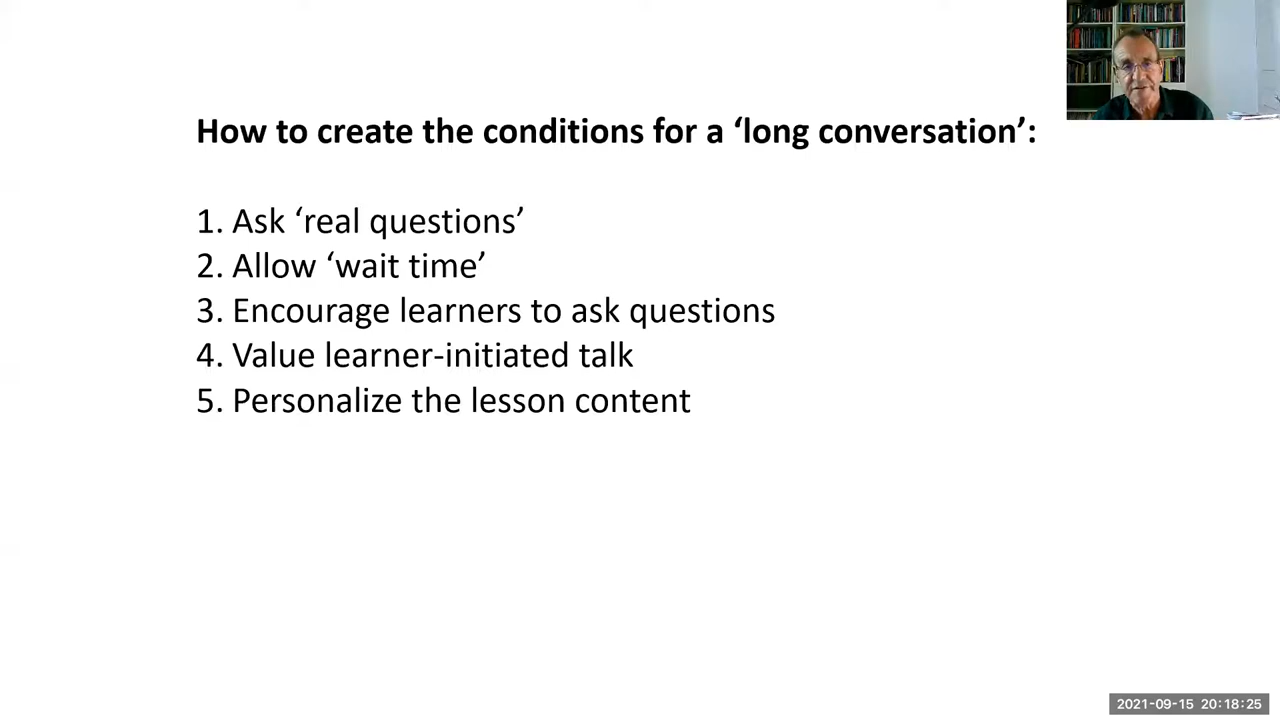 How to create the conditions for a ‘long conversation’:
1. Ask ‘real questions’
2. Allow ‘wait time’
3. Encourage learners to ask questions
4. Value learner-initiated talk
5. Personalize the lesson content
2021-09-15 20:18:25